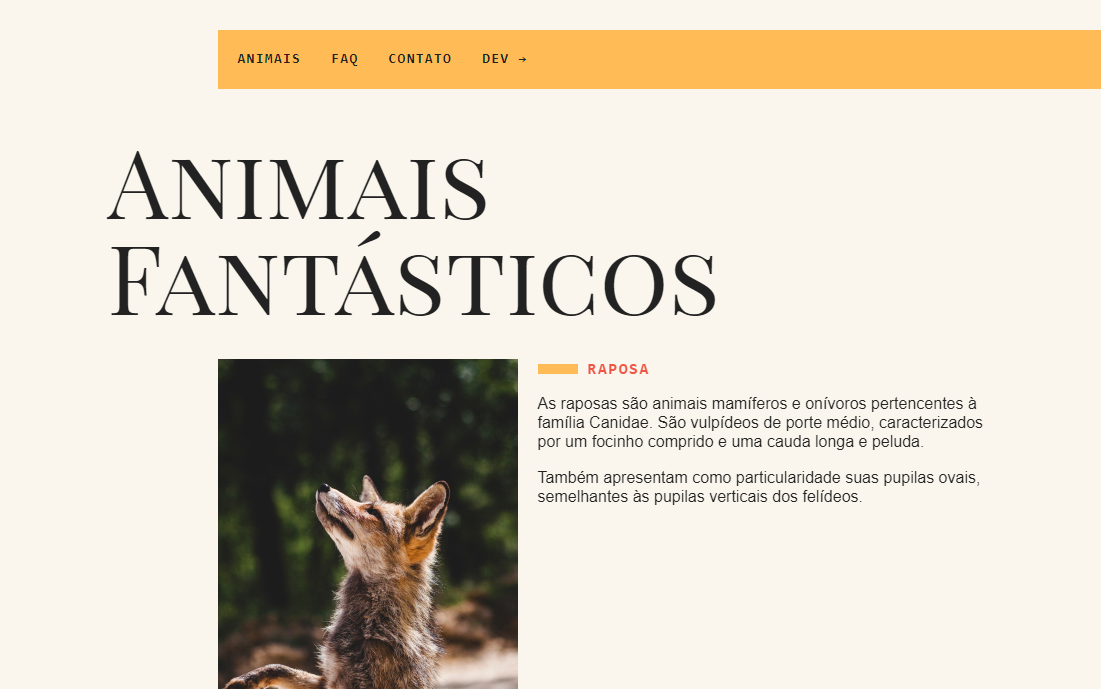 ANIMAIS FAQ CONTATO DEV →
ANIMAIS
FANTÁSTICOS
RAPOSA
As raposas são animais mamíferos e onívoros pertencentes à
família Canidae. São vulpídeos de porte médio, caracterizados
por um focinho comprido e uma cauda longa e peluda.
Também apresentam como particularidade suas pupilas ovais,
semelhantes às pupilas verticais dos felídeos.